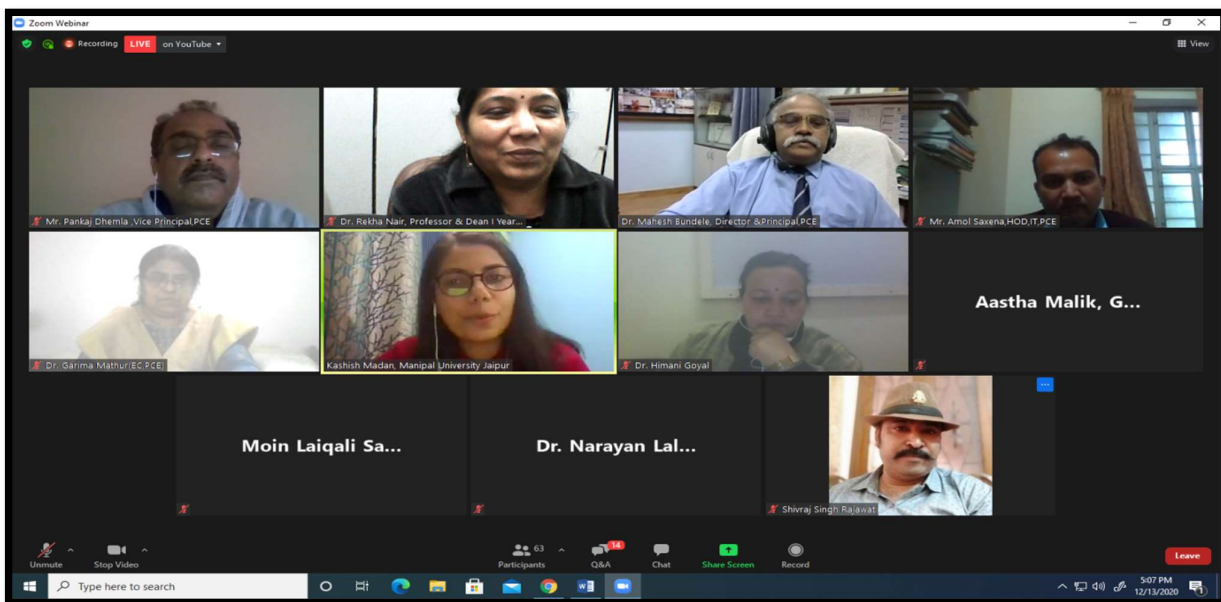 Zoom Webinar
Recording LIVE on YouTube
View
Mr. Pankaj Dhemla ,Vice Principal,PCE
Dr. Rekha Nair, Professor & Dean I Year...
Dr. Mahesh Bundele, Director &Principal,PCE
Mr. Amol Saxena,HOD,IT,PCE
Dr. Garima Mathur(EC,PCE)
Kashish Madan, Manipal University Jaipur
Dr. Himani Goyal
Aastha Malik, G...
Moin Laiqali Sa...
Dr. Narayan Lal...
Shivraj Singh Rajawat
Unmute
Stop Video
63
Participants
14
Q&A
Chat
Share Screen
Record
Leave
Type here to search
5:07 PM
12/13/2020
1